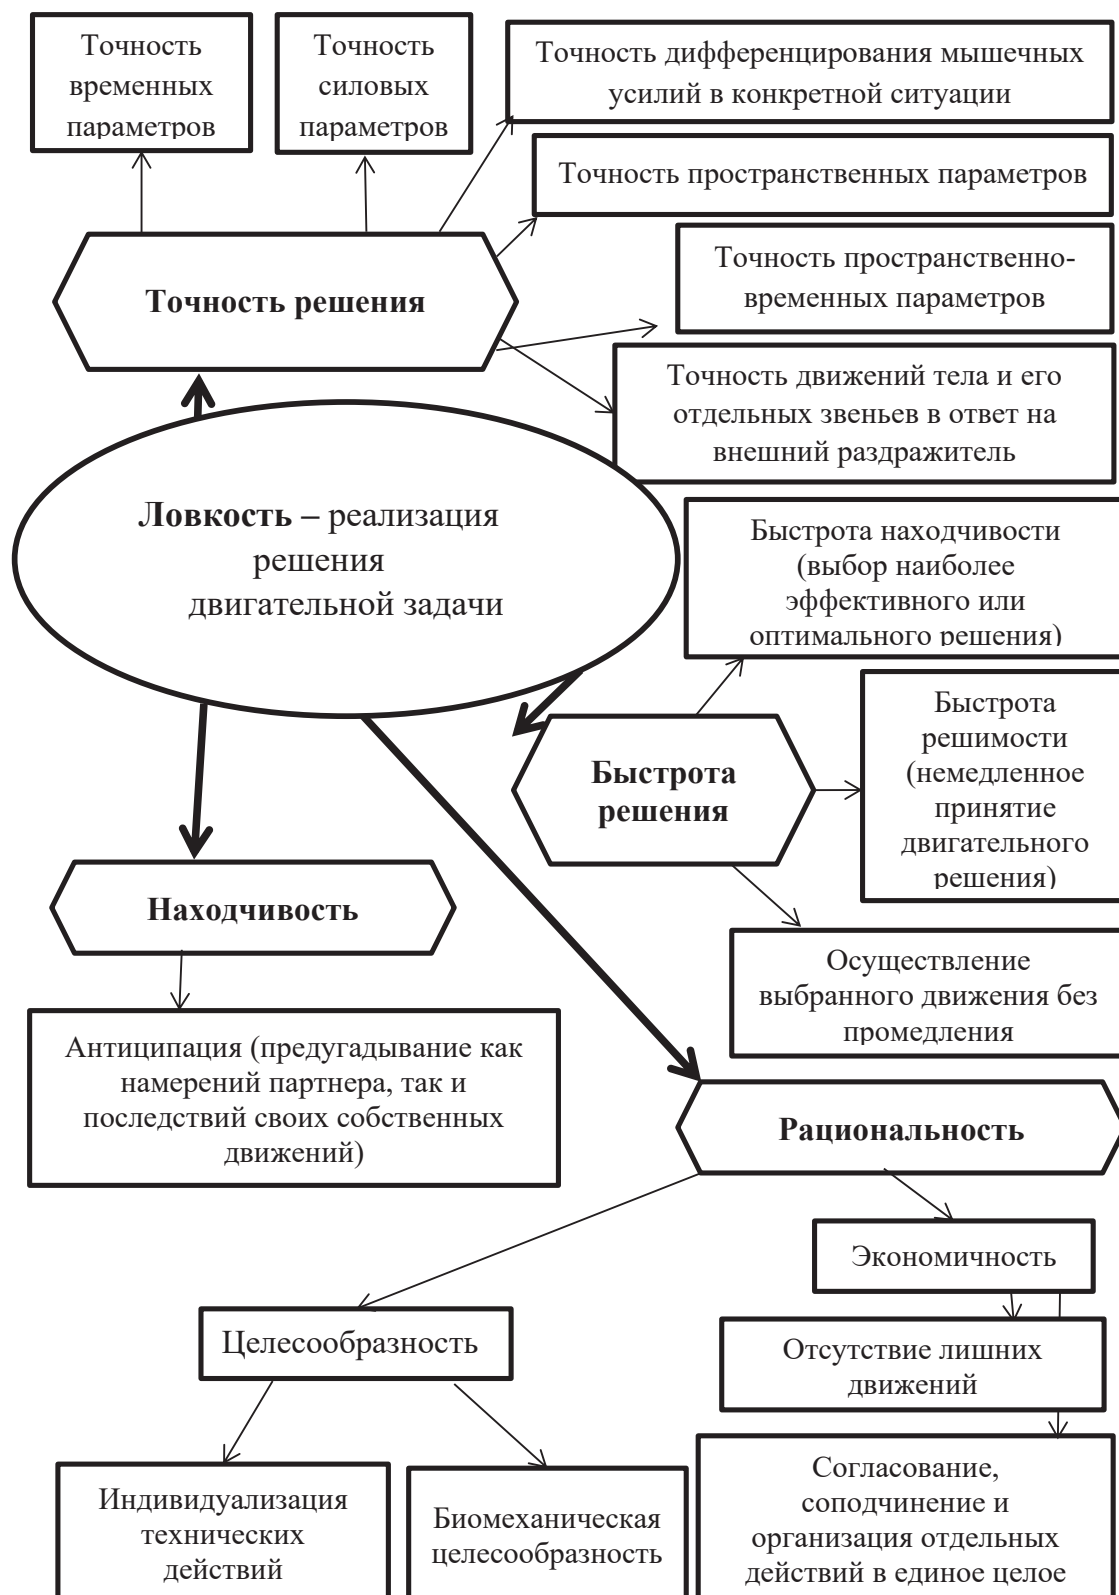 Точность
временных
параметров
Точность
силовых
параметров
Точность дифференцирования мышечных
усилий в конкретной ситуации
Точность пространственных параметров
Точность пространственно-
временных параметров
Точность решения
Точность движений тела и его
отдельных звеньев в ответ на
внешний раздражитель
Ловкость – реализация
решения
двигательной задачи
Быстрота находчивости
(выбор наиболее
эффективного или
оптимального решения)
Быстрота
решимости
(немедленное
принятие
двигательного
решения)
Быстрота
решения
Находчивость
Осуществление
выбранного движения без
промедления
Антиципация (предугадывание как
намерений партнера, так и
последствий своих собственных
движений)
Рациональность
Экономичность
Целесообразность
Отсутствие лишних
движений
Индивидуализация
технических
действий
Биомеханическая
целесообразность
Согласование,
соподчинение и
организация отдельных
действий в единое целое